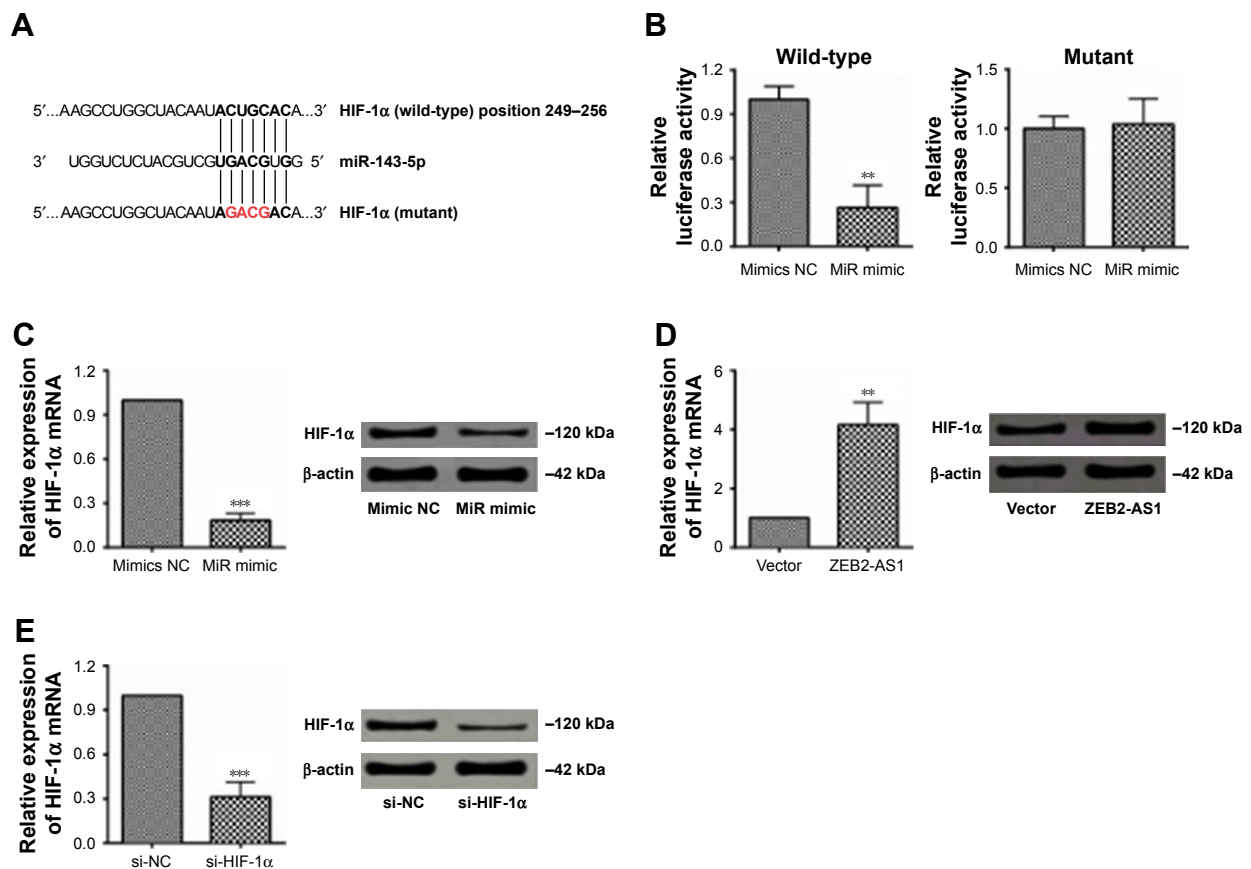 A
5′...AAGCCUGGCUACAAUACUGCACA...3′ HIF-1α (wild-type) position 249–256
3′ UGGUCUCUACGUCGUGACGUGG 5′ miR-143-5p
5′...AAGCCUGGCUACAAUAGACGACA...3′ HIF-1α (mutant)
B
Wild-type
Relative
luciferase activity
1.2
0.9
0.6
0.3
0.0
**
Mimics NC MiR mimic
Mutant
Relative
luciferase activity
1.5
1.0
0.5
0.0
Mimics NC MiR mimic
C
Relative expression
of HIF-1α mRNA
1.2
0.9
0.6
0.3
0.0
***
Mimics NC MiR mimic
HIF-1α –120 kDa
β-actin –42 kDa
Mimic NC MiR mimic
D
Relative expression
of HIF-1α mRNA
6
4
2
0
**
Vector ZEB2-AS1
HIF-1α –120 kDa
β-actin –42 kDa
Vector ZEB2-AS1
E
Relative expression
of HIF-1α mRNA
1.2
0.9
0.6
0.3
0.0
***
si-NC si-HIF-1α
HIF-1α –120 kDa
β-actin –42 kDa
si-NC si-HIF-1α